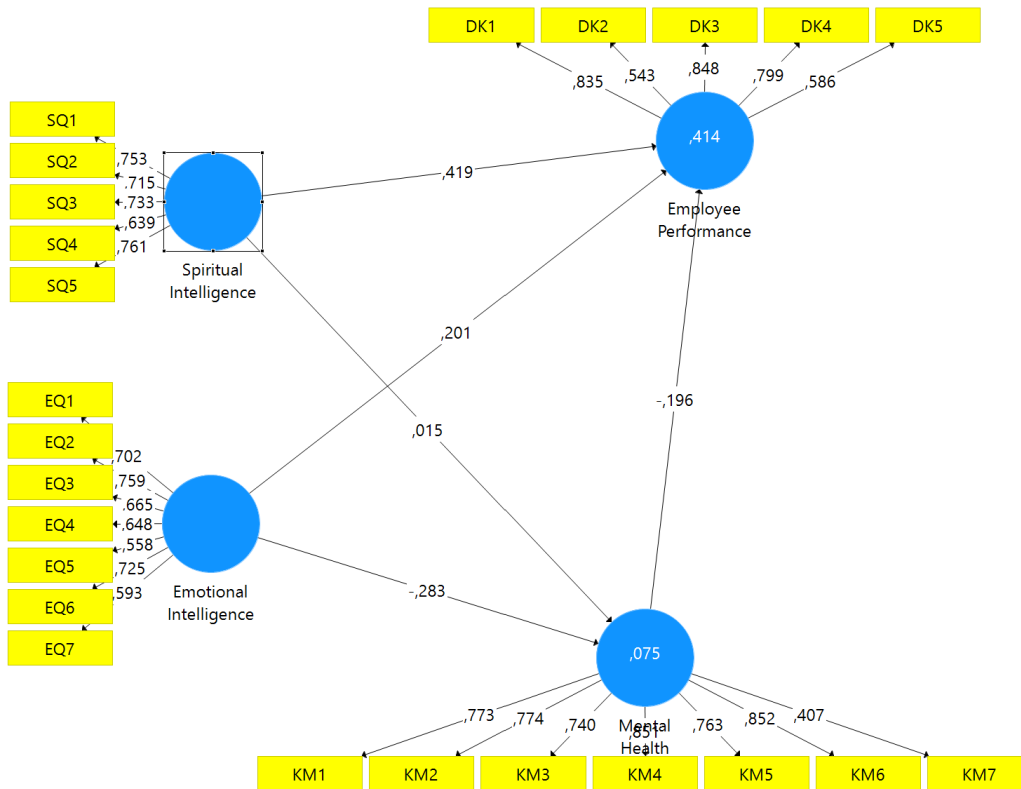 DK1 DK2 DK3 DK4 DK5
,835 ,543 ,848 ,799 ,586
,414
Employee
Performance
SQ1
SQ2
SQ3
SQ4
SQ5
,753
,715
,733
,639
,761
Spiritual
Intelligence
,419
,201
,015
-,196
-,283
EQ1
EQ2
EQ3
EQ4
EQ5
EQ6
EQ7
,702
,759
,665
,648
,558
,725
,593
Emotional
Intelligence
,075
Mental
Health
,773 ,774 ,740 ,851 ,763 ,852 ,407
KM1 KM2 KM3 KM4 KM5 KM6 KM7